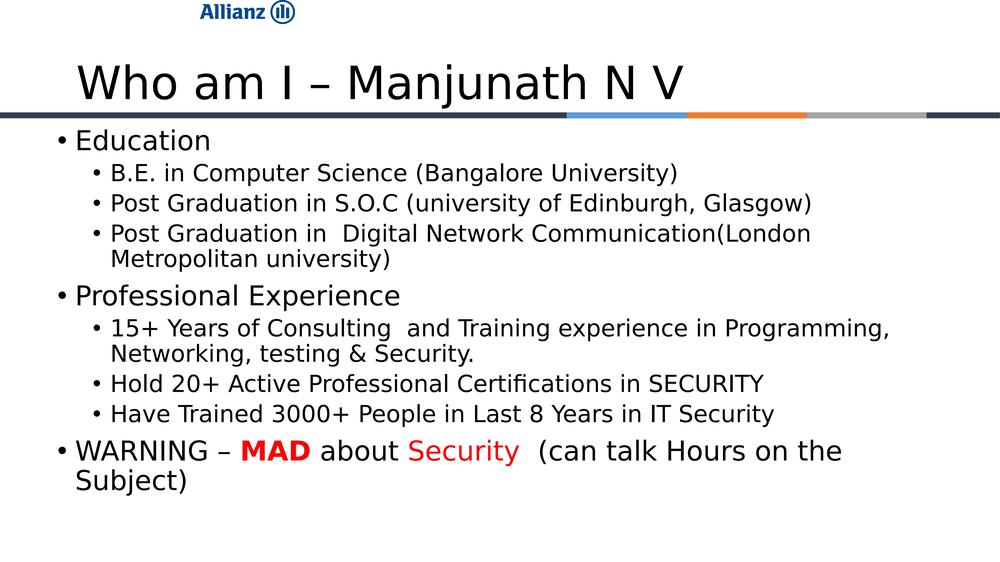 Allianz
Who am I – Manjunath N V
• Education
• B.E. in Computer Science (Bangalore University)
• Post Graduation in S.O.C (university of Edinburgh, Glasgow)
• Post Graduation in  Digital Network Communication(London
Metropolitan university)
• Professional Experience
• 15+ Years of Consulting  and Training experience in Programming,
Networking, testing & Security.
• Hold 20+ Active Professional Certifications in SECURITY
• Have Trained 3000+ People in Last 8 Years in IT Security
• WARNING – MAD about Security  (can talk Hours on the
Subject)